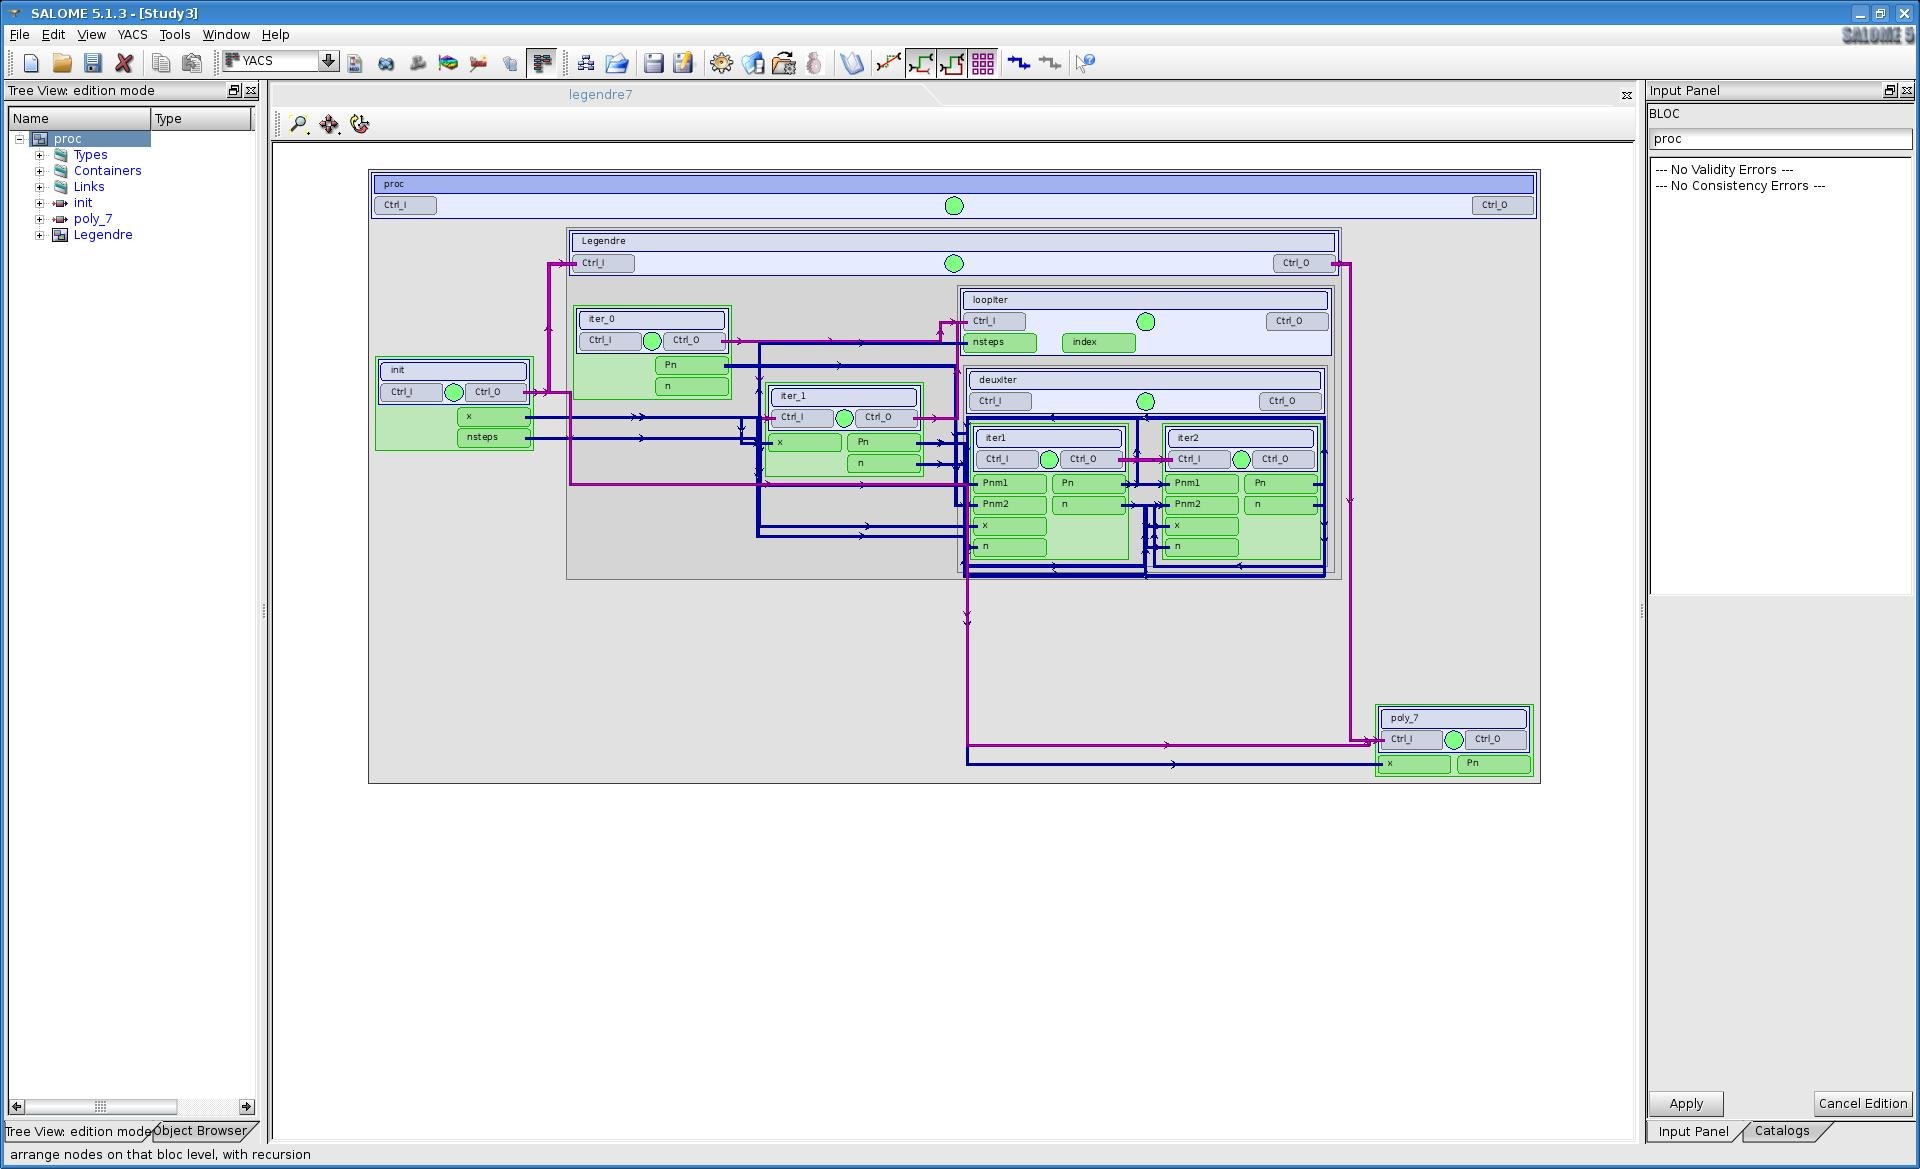 SALOME 5.1.3 - [Study3]
File Edit View YACS Tools Window Help
YACS
SALOME 5
Tree View: edition mode
legendre7
Input Panel
Name Type
proc
Types
Containers
Links
init
poly_7
Legendre
BLOC
proc
--- No Validity Errors ---
--- No Consistency Errors ---
proc
Ctrl_I Ctrl_O
Legendre
Ctrl_I Ctrl_O
iter_0
Ctrl_I Ctrl_O
Pn
n
loopIter
Ctrl_I Ctrl_O
nsteps index
init
Ctrl_I Ctrl_O
x
nsteps
iter_1
Ctrl_I Ctrl_O
x Pn
n
deuxIter
Ctrl_I Ctrl_O
iter1
Ctrl_I Ctrl_O
Pnm1 Pn
Pnm2 n
x
n
iter2
Ctrl_I Ctrl_O
Pnm1 Pn
Pnm2 n
x
n
poly_7
Ctrl_I Ctrl_O
x Pn
Apply Cancel Edition
Tree View: edition mode Object Browser
Input Panel Catalogs
arrange nodes on that bloc level, with recursion